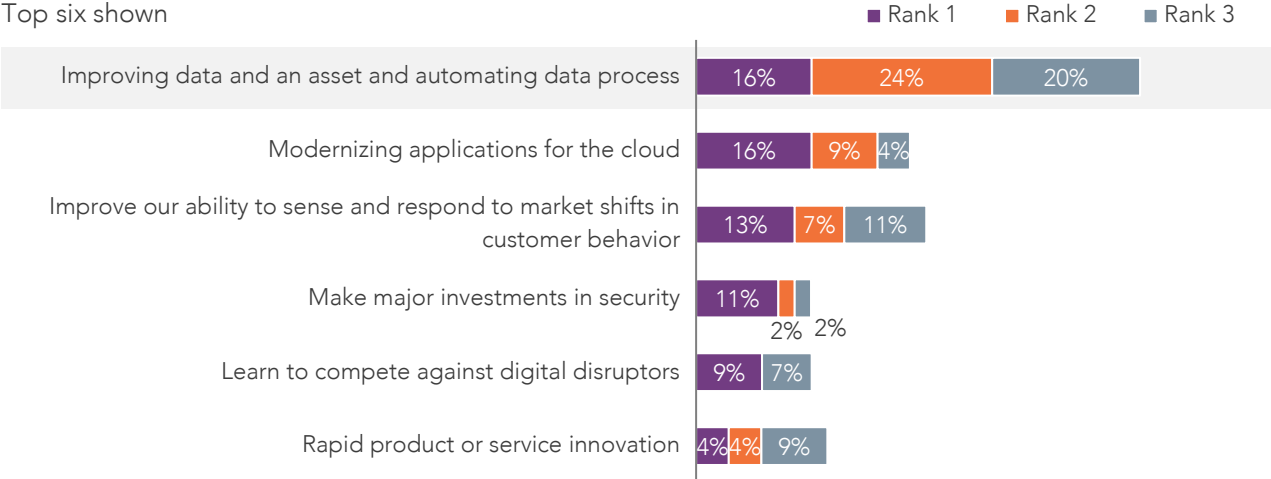 Top six shown
Rank 1 Rank 2 Rank 3
Improving data and an asset and automating data process 16% 24% 20%
Modernizing applications for the cloud 16% 9% 4%
Improve our ability to sense and respond to market shifts in
customer behavior 13% 7% 11%
Make major investments in security 11%
2% 2%
Learn to compete against digital disruptors 9% 7%
Rapid product or service innovation 4% 4% 9%